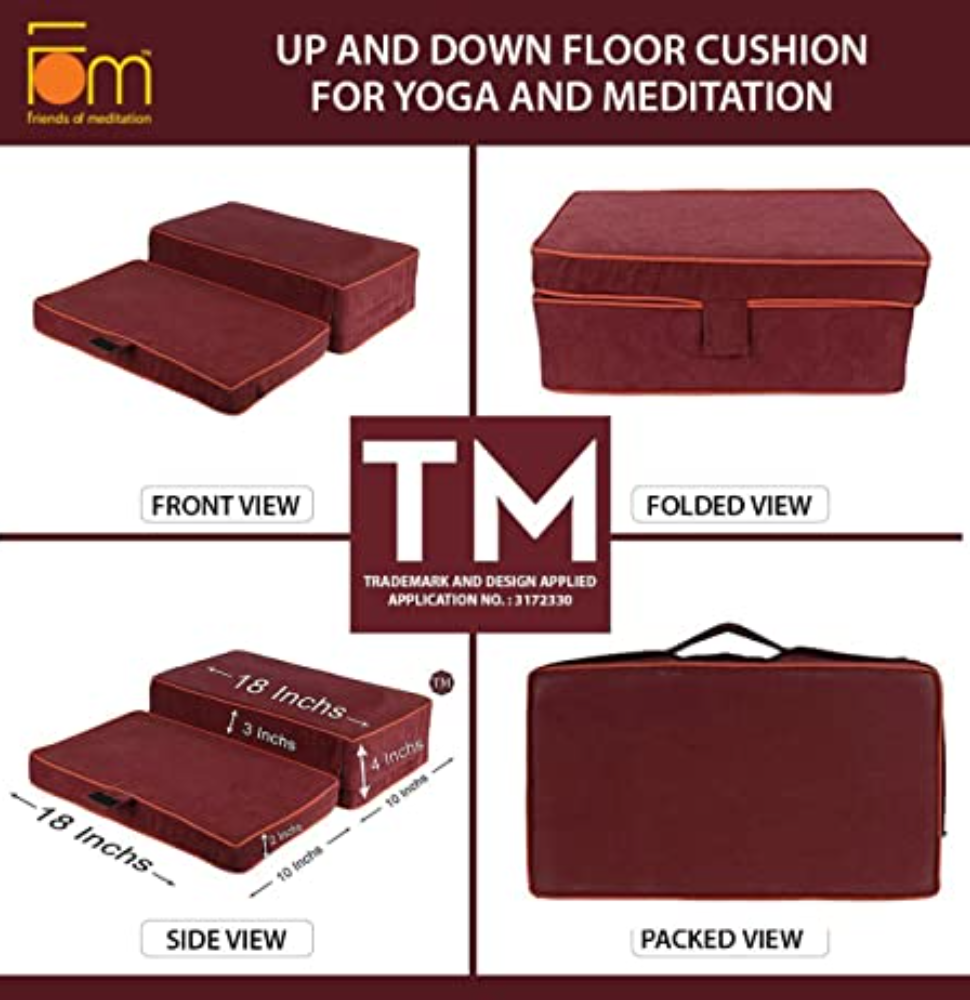 Fom™
friends of meditation
UP AND DOWN FLOOR CUSHION
FOR YOGA AND MEDITATION
FRONT VIEW
FOLDED VIEW
TM
TRADEMARK AND DESIGN APPLIED
APPLICATION NO. : 3172330
TM
18 Inchs
3 Inchs
4 Inchs
10 Inchs
18 Inchs
2 Inchs
10 Inchs
SIDE VIEW
PACKED VIEW